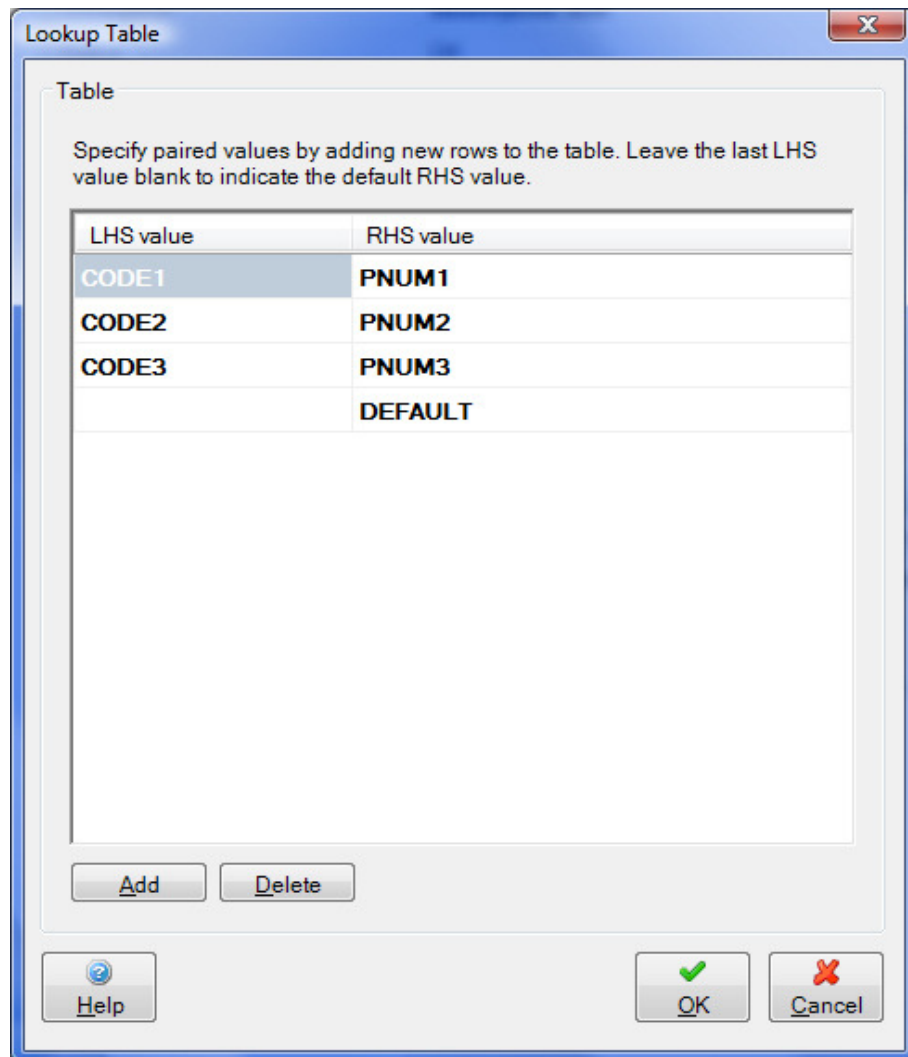 Lookup Table
Table
Specify paired values by adding new rows to the table. Leave the last LHS
value blank to indicate the default RHS value.
LHS value RHS value
CODE1 PNUM1
CODE2 PNUM2
CODE3 PNUM3
DEFAULT
Add Delete
Help OK Cancel